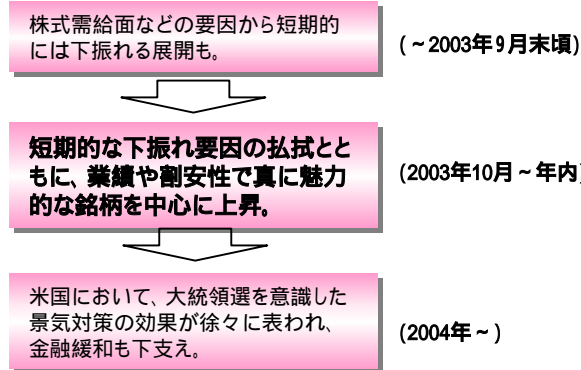 株式需給面などの要因から短期的
には下振れる展開も。
(~2003年9月末頃)
短期的な下振れ要因の払拭とと
もに、業績や割安性で真に魅力
的な銘柄を中心に上昇。
(2003年10月~年内)
米国において、大統領選を意識した
景気対策の効果が徐々に表われ、
金融緩和も下支え。
(2004年~)